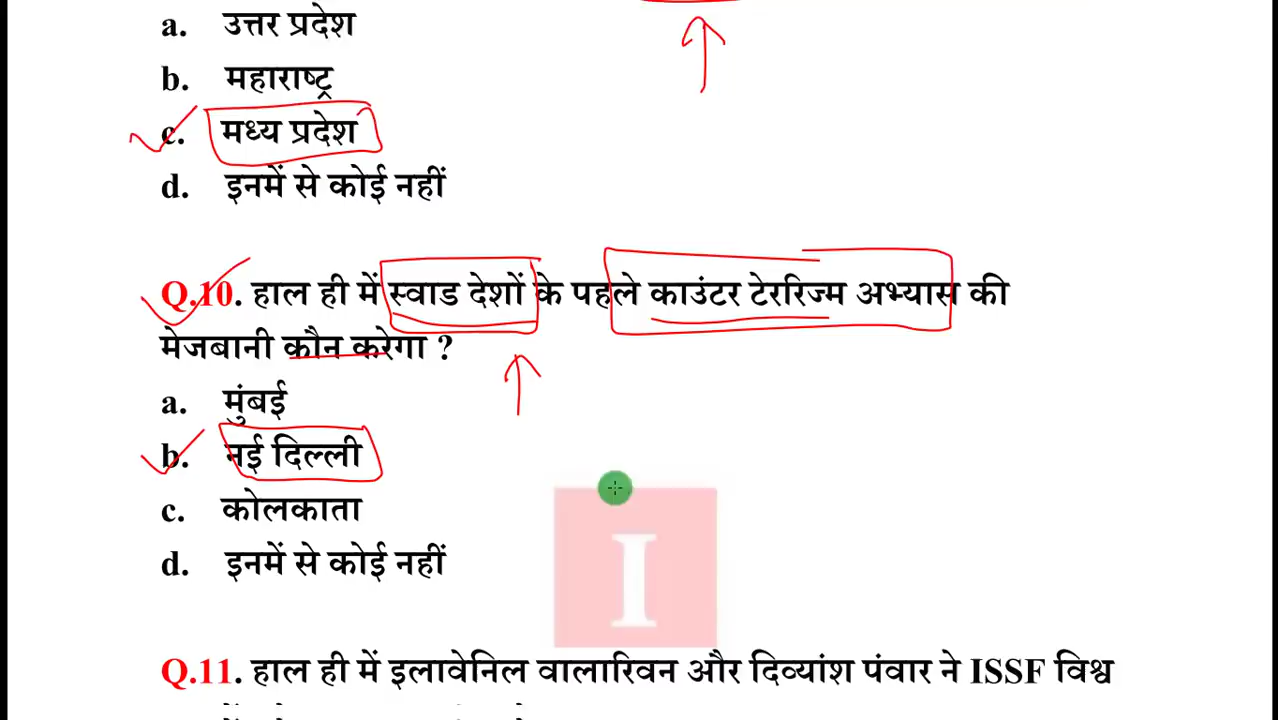 a. उत्तर प्रदेश
b. महाराष्ट्र
c. मध्य प्रदेश
d. इनमें से कोई नहीं
Q.10. हाल ही में स्वाड देशों के पहले काउंटर टेररिज्म अभ्यास की
मेजबानी कौन करेगा ?
a. मुंबई
b. नई दिल्ली
c. कोलकाता
d. इनमें से कोई नहीं
I
Q.11. हाल ही में इलावेनिल वालारिवन और दिव्यांश पंवार ने ISSF विश्व